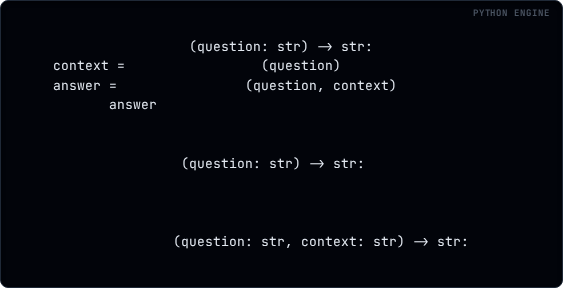 PYTHON ENGINE
(question: str) -> str:
context = (question)
answer = (question, context)
answer
(question: str) -> str:
(question: str, context: str) -> str: